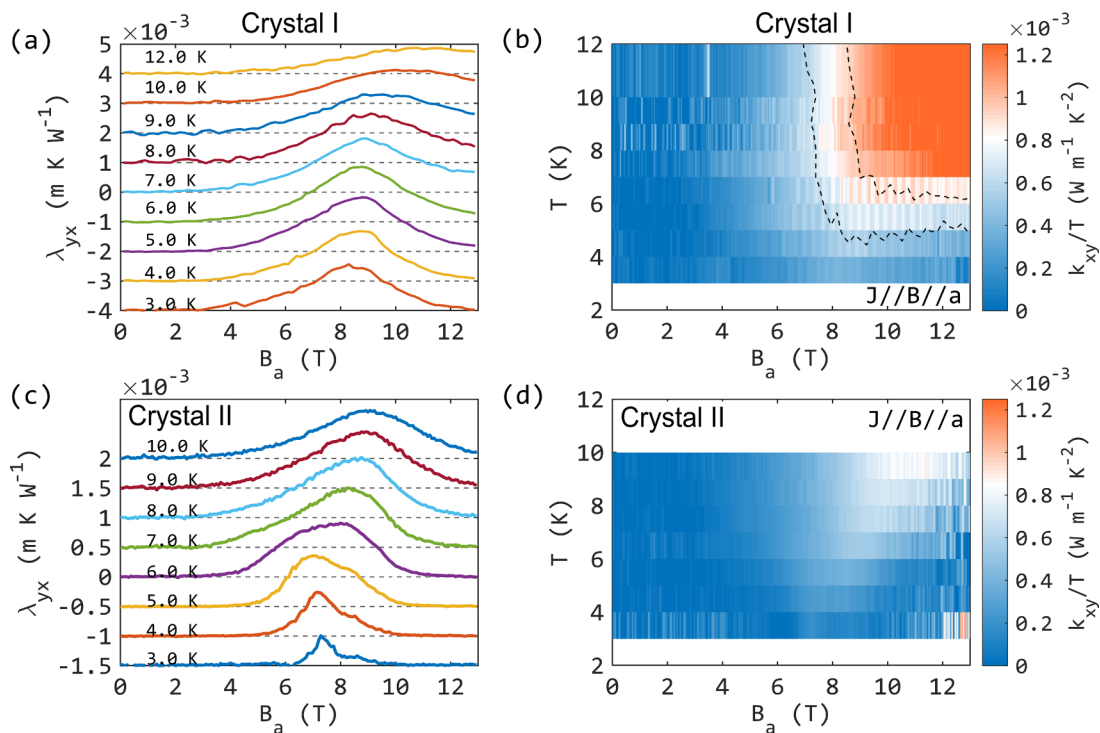 Crystal I
Crystal I
(a)
×10⁻³
5
4
3
2
1
0
-1
-2
-3
-4
λyx (m K W⁻¹)
12.0 K
10.0 K
9.0 K
8.0 K
7.0 K
6.0 K
5.0 K
4.0 K
3.0 K
0 2 4 6 8 10 12
Ba (T)
(b)
12
10
8
6
4
2
T (K)
J//B//a
0 2 4 6 8 10 12
Ba (T)
×10⁻³
1.2
1
0.8
0.6
0.4
0.2
0
kxy/T (W m⁻¹ K⁻²)
(c)
×10⁻³
Crystal II
2
1.5
1
0.5
0
-0.5
-1
-1.5
λyx (m K W⁻¹)
10.0 K
9.0 K
8.0 K
7.0 K
6.0 K
5.0 K
4.0 K
3.0 K
0 2 4 6 8 10 12
Ba (T)
(d)
Crystal II
J//B//a
10
8
6
4
2
T (K)
0 2 4 6 8 10 12
Ba (T)
×10⁻³
1.2
1
0.8
0.6
0.4
0.2
0
kxy/T (W m⁻¹ K⁻²)